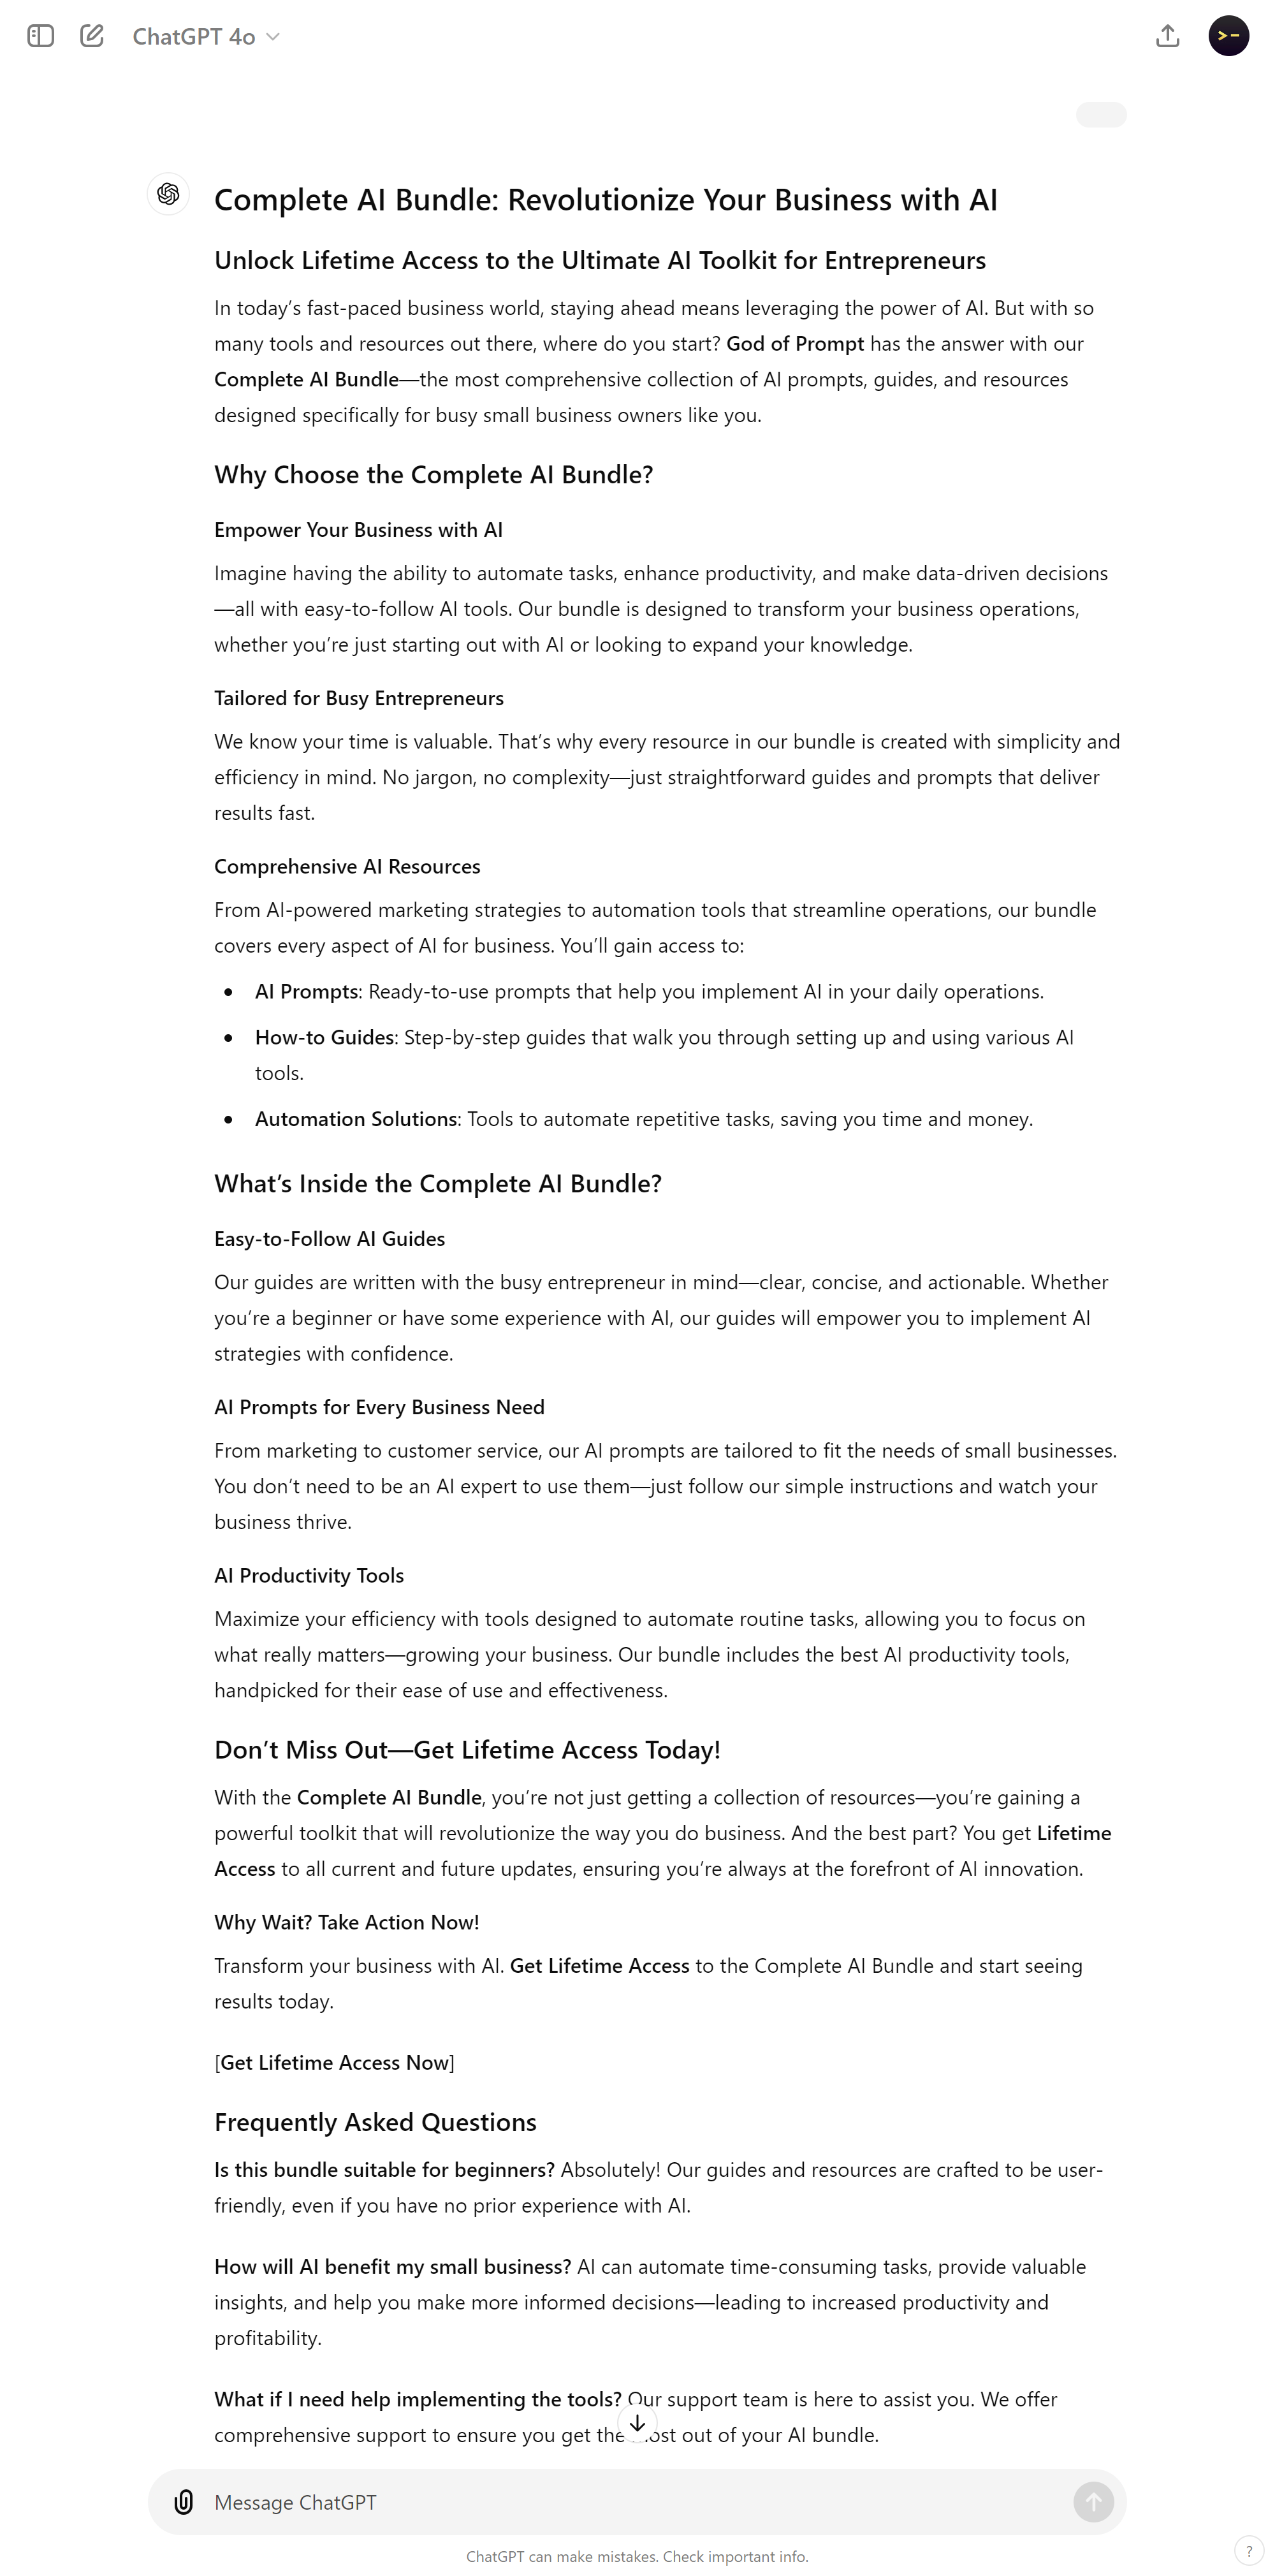 ChatGPT 4o
Complete AI Bundle: Revolutionize Your Business with AI
Unlock Lifetime Access to the Ultimate AI Toolkit for Entrepreneurs
In today’s fast-paced business world, staying ahead means leveraging the power of AI. But with so
many tools and resources out there, where do you start? God of Prompt has the answer with our
Complete AI Bundle—the most comprehensive collection of AI prompts, guides, and resources
designed specifically for busy small business owners like you.
Why Choose the Complete AI Bundle?
Empower Your Business with AI
Imagine having the ability to automate tasks, enhance productivity, and make data-driven decisions
—all with easy-to-follow AI tools. Our bundle is designed to transform your business operations,
whether you’re just starting out with AI or looking to expand your knowledge.
Tailored for Busy Entrepreneurs
We know your time is valuable. That’s why every resource in our bundle is created with simplicity and
efficiency in mind. No jargon, no complexity—just straightforward guides and prompts that deliver
results fast.
Comprehensive AI Resources
From AI-powered marketing strategies to automation tools that streamline operations, our bundle
covers every aspect of AI for business. You’ll gain access to:
• AI Prompts: Ready-to-use prompts that help you implement AI in your daily operations.
• How-to Guides: Step-by-step guides that walk you through setting up and using various AI
tools.
• Automation Solutions: Tools to automate repetitive tasks, saving you time and money.
What’s Inside the Complete AI Bundle?
Easy-to-Follow AI Guides
Our guides are written with the busy entrepreneur in mind—clear, concise, and actionable. Whether
you’re a beginner or have some experience with AI, our guides will empower you to implement AI
strategies with confidence.
AI Prompts for Every Business Need
From marketing to customer service, our AI prompts are tailored to fit the needs of small businesses.
You don’t need to be an AI expert to use them—just follow our simple instructions and watch your
business thrive.
AI Productivity Tools
Maximize your efficiency with tools designed to automate routine tasks, allowing you to focus on
what really matters—growing your business. Our bundle includes the best AI productivity tools,
handpicked for their ease of use and effectiveness.
Don’t Miss Out—Get Lifetime Access Today!
With the Complete AI Bundle, you’re not just getting a collection of resources—you’re gaining a
powerful toolkit that will revolutionize the way you do business. And the best part? You get Lifetime
Access to all current and future updates, ensuring you’re always at the forefront of AI innovation.
Why Wait? Take Action Now!
Transform your business with AI. Get Lifetime Access to the Complete AI Bundle and start seeing
results today.
[Get Lifetime Access Now]
Frequently Asked Questions
Is this bundle suitable for beginners? Absolutely! Our guides and resources are crafted to be user-
friendly, even if you have no prior experience with AI.
How will AI benefit my small business? AI can automate time-consuming tasks, provide valuable
insights, and help you make more informed decisions—leading to increased productivity and
profitability.
What if I need help implementing the tools? Our support team is here to assist you. We offer
comprehensive support to ensure you get the most out of your AI bundle.
Message ChatGPT
ChatGPT can make mistakes. Check important info.
?